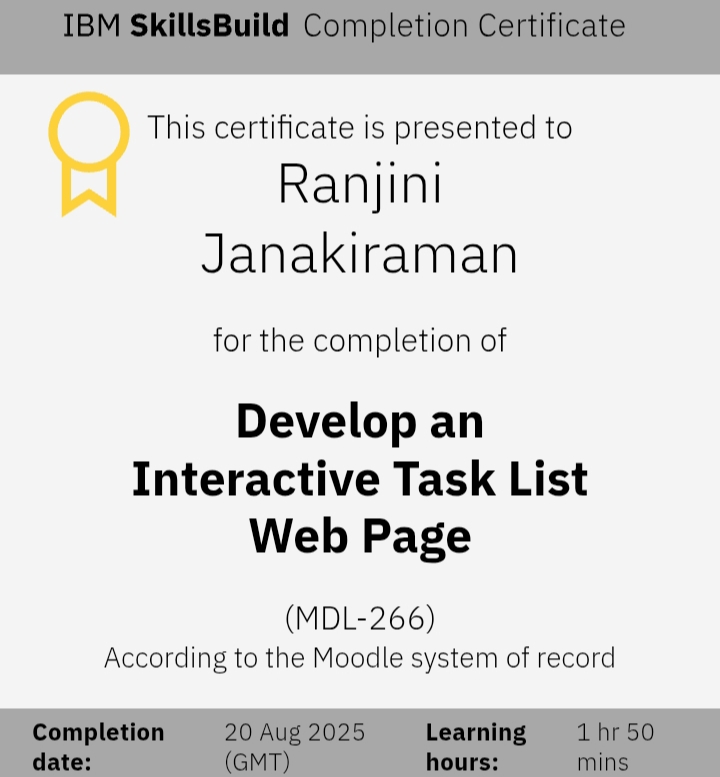 IBM SkillsBuild Completion Certificate
This certificate is presented to
Ranjini
Janakiraman
for the completion of
Develop an
Interactive Task List
Web Page
(MDL-266)
According to the Moodle system of record
Completion date: 20 Aug 2025 (GMT) Learning hours: 1 hr 50 mins